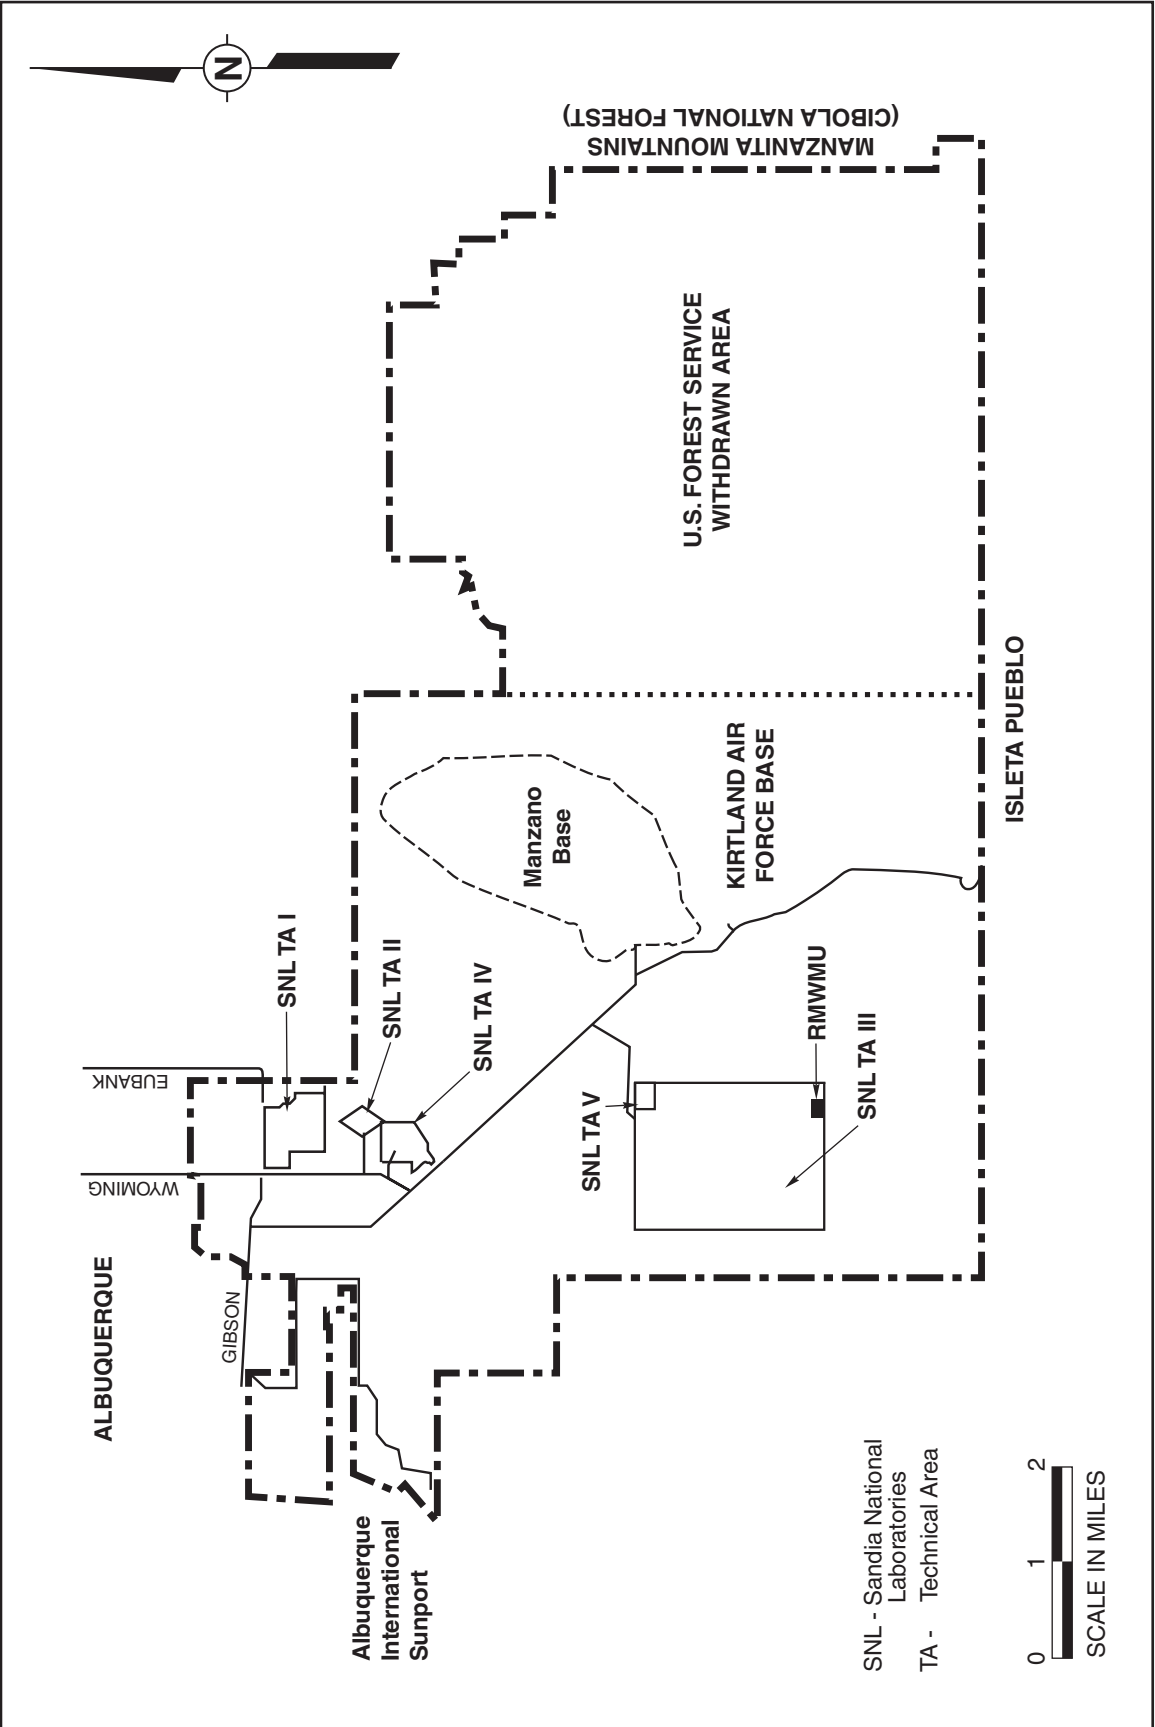 N
ALBUQUERQUE
WYOMING
EUBANK
GIBSON
SNL TA I
SNL TA II
SNL TA IV
Albuquerque
International
Sunport
Manzano
Base
MANZANITA MOUNTAINS
(CIBOLA NATIONAL FOREST)
U.S. FOREST SERVICE
WITHDRAWN AREA
KIRTLAND AIR
FORCE BASE
SNL TA V
RMWMU
SNL TA III
ISLETA PUEBLO
SNL - Sandia National
Laboratories
TA - Technical Area
0 1 2
SCALE IN MILES